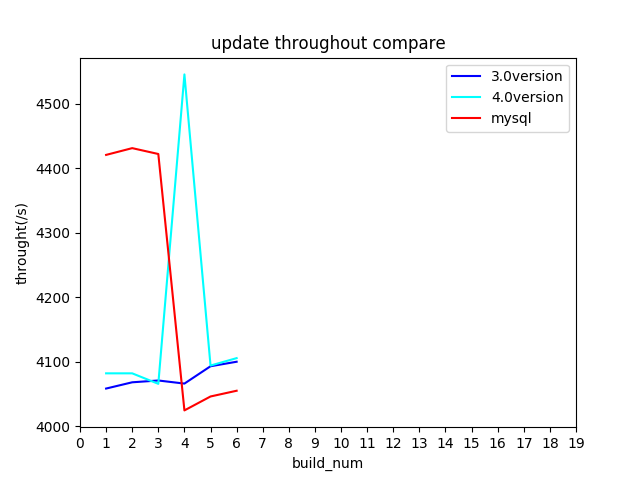 update throughout compare
3.0version
4.0version
mysql
throught(/s)
4500
4400
4300
4200
4100
4000
0 1 2 3 4 5 6 7 8 9 10 11 12 13 14 15 16 17 18 19
build_num